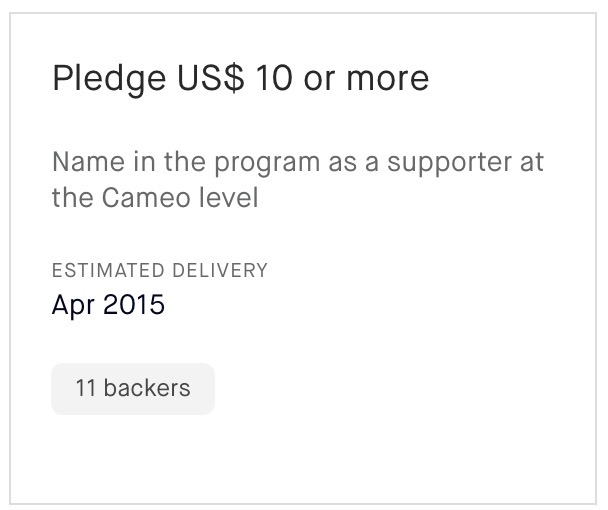 Pledge US$ 10 or more
Name in the program as a supporter at
the Cameo level
ESTIMATED DELIVERY
Apr 2015
11 backers